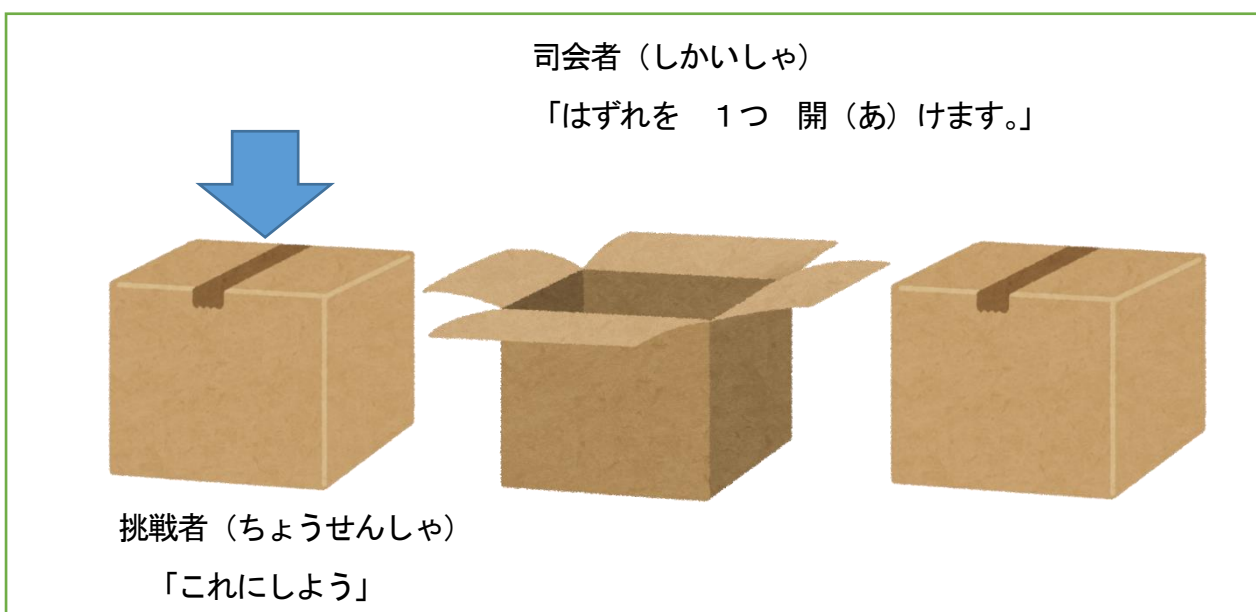 司会者（しかいしゃ）
「はずれを　１つ　開（あ）けます。」
挑戦者（ちょうせんしゃ）
「これにしよう」